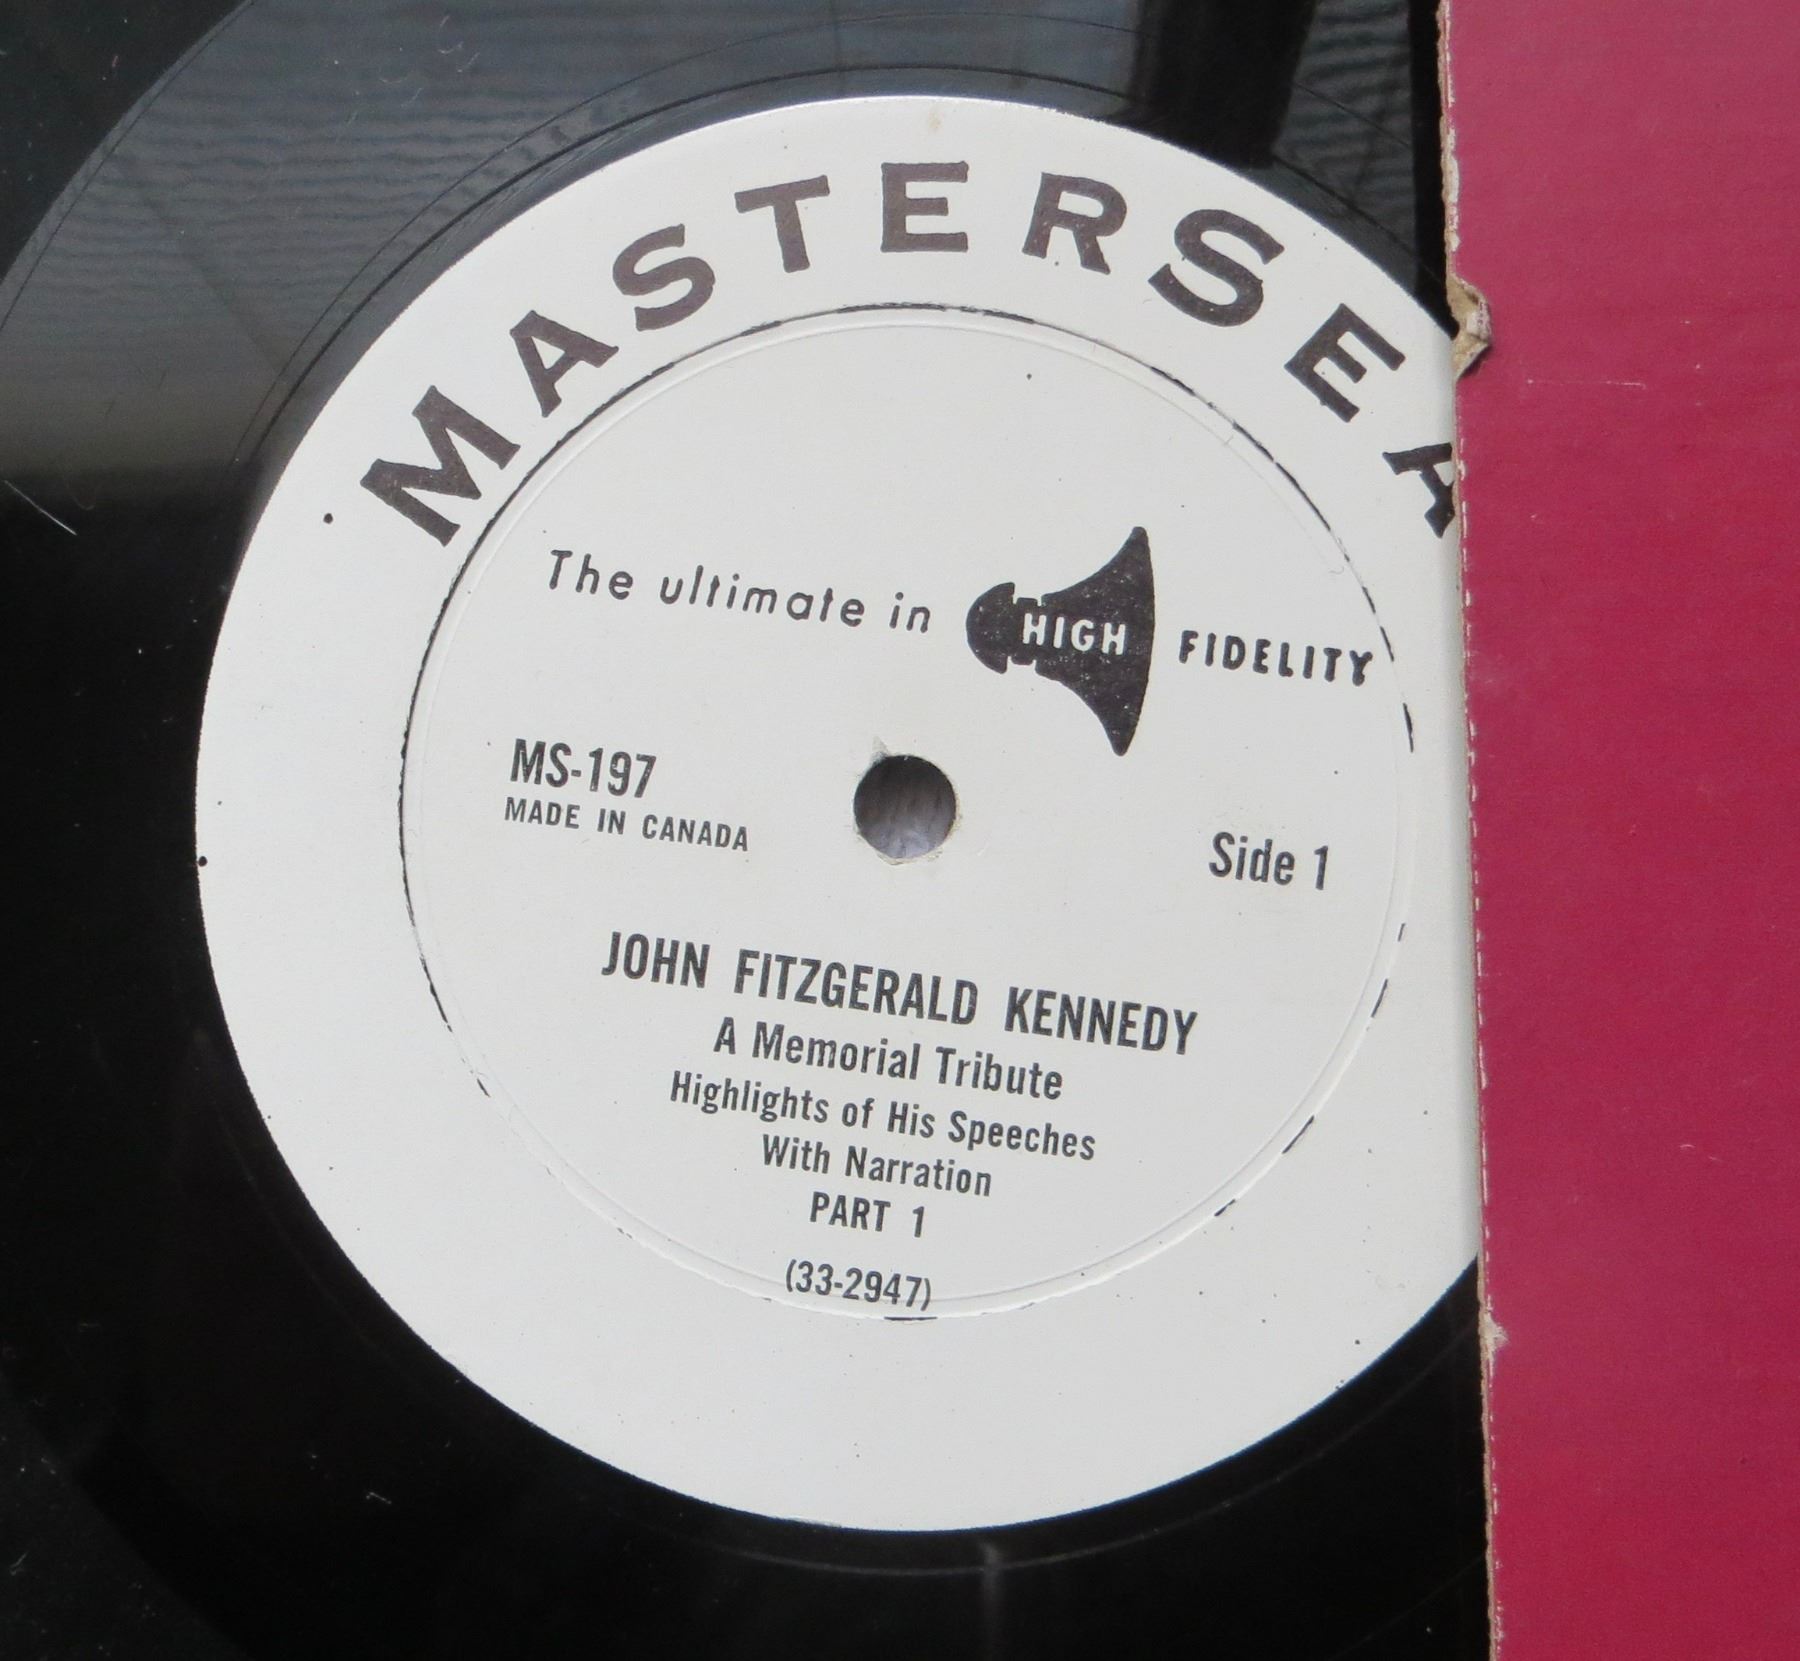 MASTERSEA
The ultimate in HIGH FIDELITY
MS-197
MADE IN CANADA
Side 1
JOHN FITZGERALD KENNEDY
A Memorial Tribute
Highlights of His Speeches
With Narration
PART 1
(33-2947)